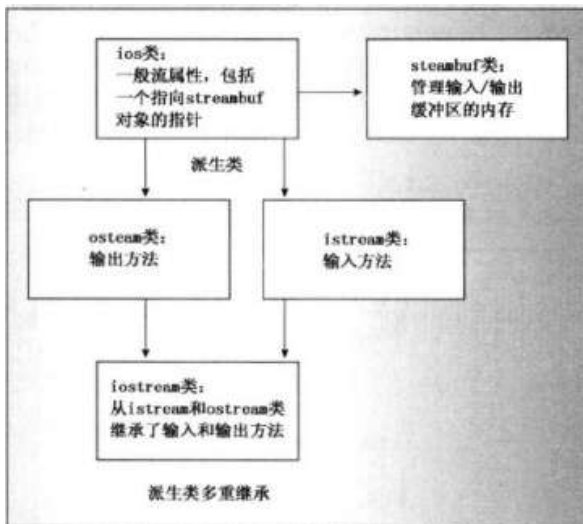 ios类:
一般流属性，包括
一个指向streambuf
对象的指针
steambuf类:
管理输入/输出
缓冲区的内存
派生类
osteam类:
输出方法
istream类:
输入方法
iostream类:
从istream和ostream类
继承了输入和输出方法
派生类多重继承